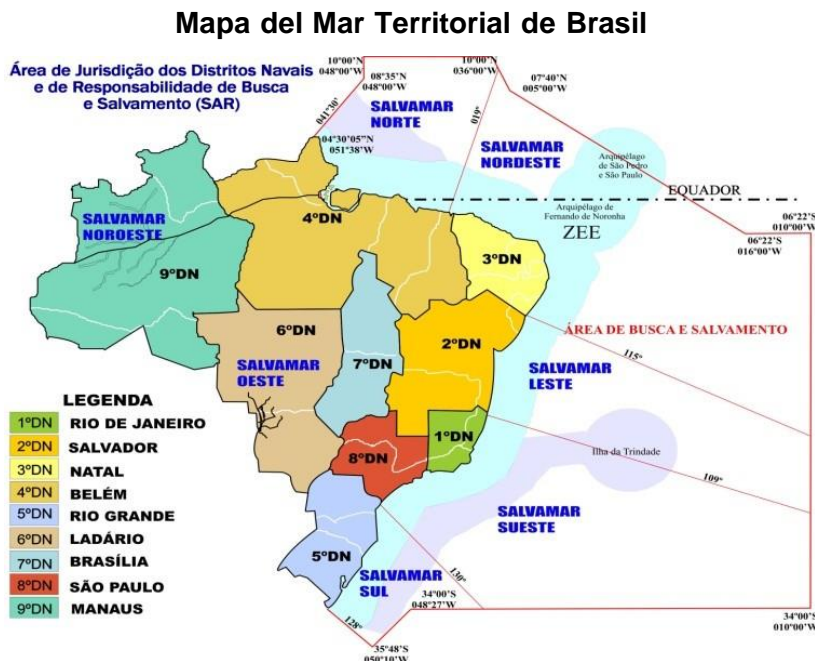 Mapa del Mar Territorial de Brasil
Área de Jurisdição dos Distritos Navais
e de Responsabilidade de Busca
e Salvamento (SAR)
10°00'N
048°00'W
08°35'N
048°00'W
10°00'N
036°00'W
07°40'N
005°00'W
041°30'
019°
04°30'05"N
051°38'W
SALVAMAR
NORTE
SALVAMAR
NORDESTE
Arquipélago
de São Pedro
e São Paulo
EQUADOR
Arquipélago de
Fernando de Noronha
ZEE
06°22'S
010°00'W
06°22'S
016°00'W
SALVAMAR
NOROESTE
4ºDN
3ºDN
9ºDN
6ºDN
2ºDN
ÁREA DE BUSCA E SALVAMENTO
115°
SALVAMAR
OESTE
7ºDN
SALVAMAR
LESTE
1ºDN
8ºDN
Ilha da Trindade
109°
SALVAMAR
SUESTE
5ºDN
SALVAMAR
SUL
130°
128°
34°00'S
048°27'W
34°00'S
010°00'W
35°48'S
050°10'W
LEGENDA
1ºDN RIO DE JANEIRO
2ºDN SALVADOR
3ºDN NATAL
4ºDN BELÉM
5ºDN RIO GRANDE
6ºDN LADÁRIO
7ºDN BRASÍLIA
8ºDN SÃO PAULO
9ºDN MANAUS